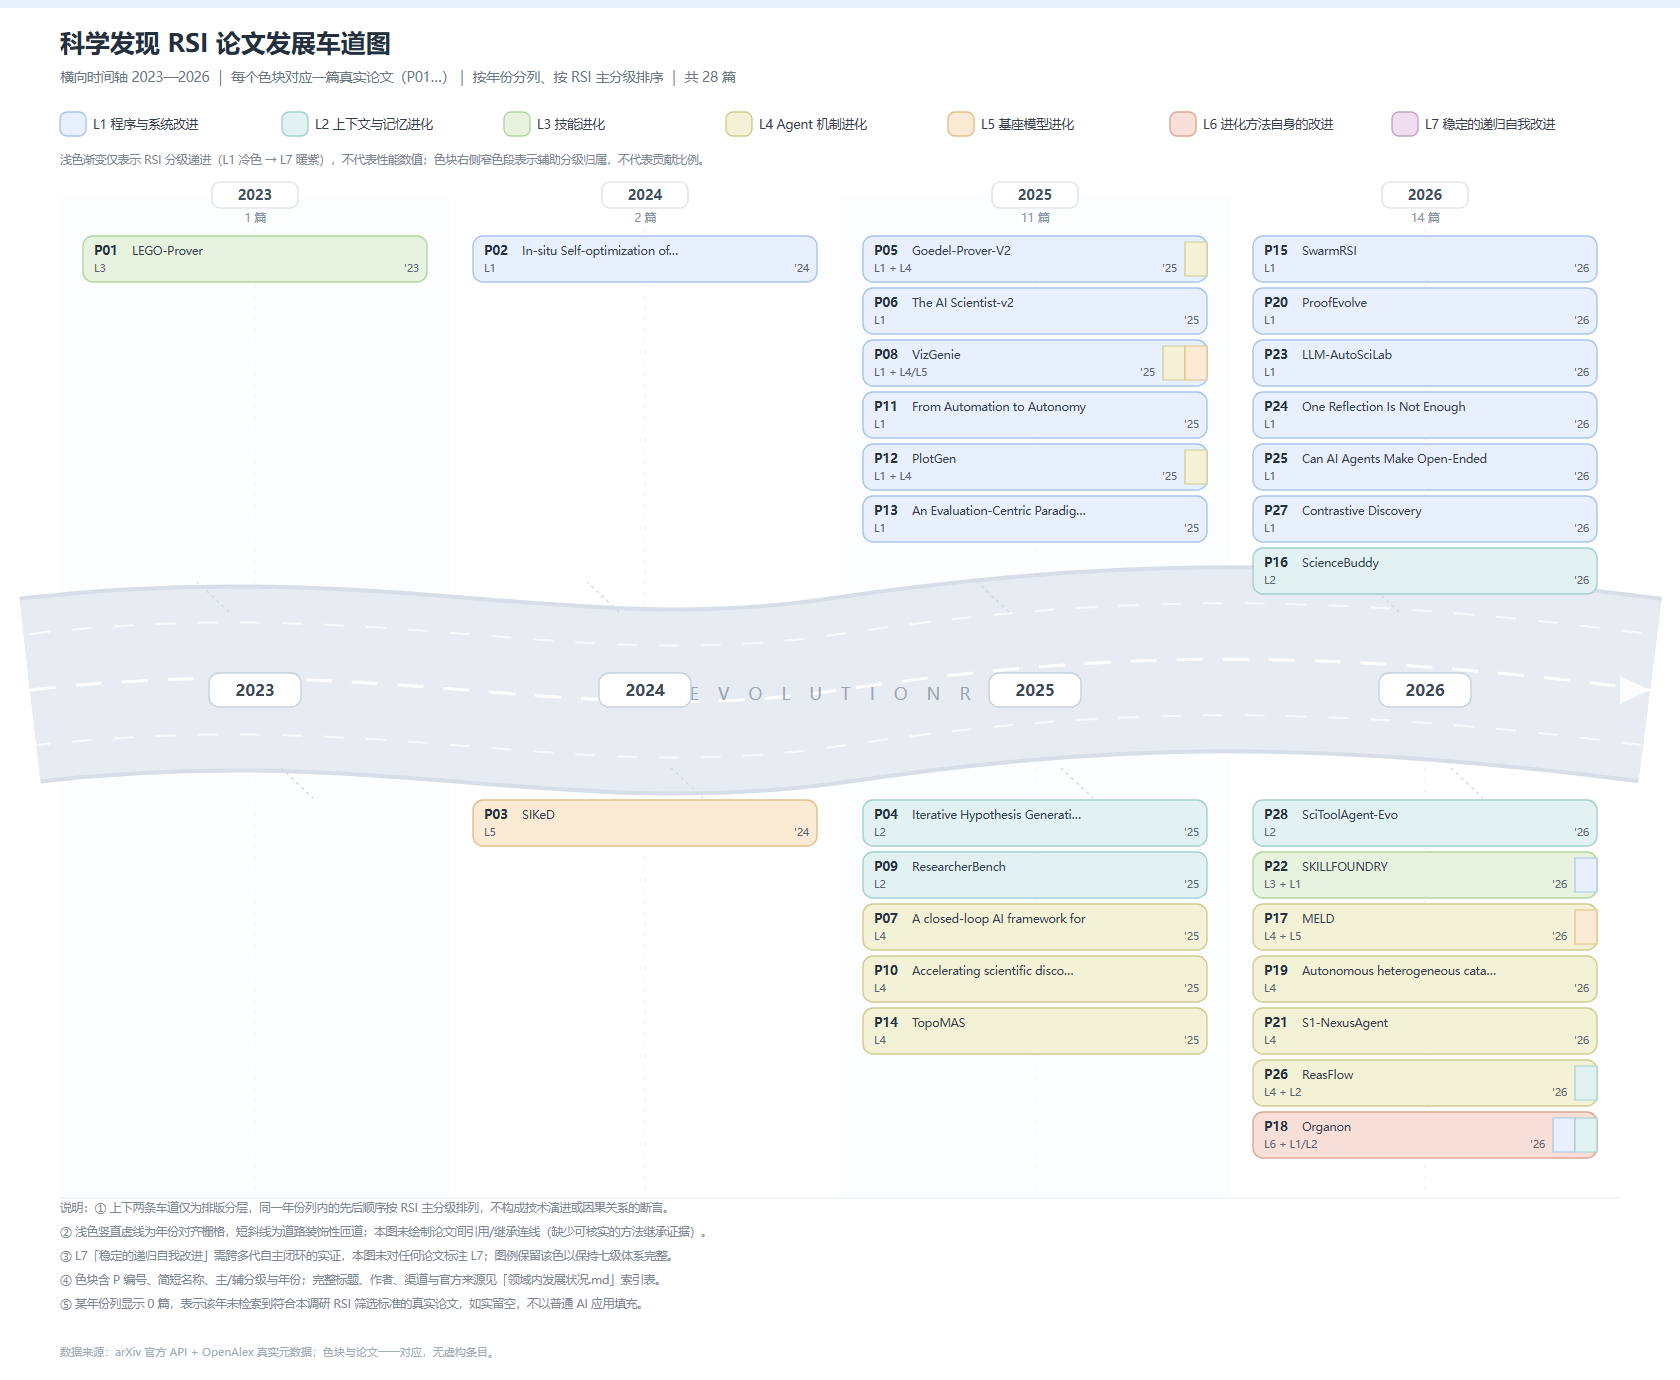 科学发现 RSI 论文发展车道图
横向时间轴 2023—2026 │ 每个色块对应一篇真实论文（P01…） │ 按年份分列、按 RSI 主分级排序 │ 共 28 篇
L1 程序与系统改进
L2 上下文与记忆进化
L3 技能进化
L4 Agent 机制进化
L5 基座模型进化
L6 进化方法自身的改进
L7 稳定的递归自我改进
浅色渐变仅表示 RSI 分级递进（L1 冷色 → L7 暖紫），不代表性能数值；色块右侧窄色段表示辅助分级归属，不代表贡献比例。
2023
1 篇
2024
2 篇
2025
11 篇
2026
14 篇
P01 LEGO-Prover
L3 '23
P02 In-situ Self-optimization of…
L1 '24
P05 Goedel-Prover-V2
L1 + L4 '25
P06 The AI Scientist-v2
L1 '25
P08 VizGenie
L1 + L4/L5 '25
P11 From Automation to Autonomy
L1 '25
P12 PlotGen
L1 + L4 '25
P13 An Evaluation-Centric Paradig…
L1 '25
P15 SwarmRSI
L1 '26
P20 ProofEvolve
L1 '26
P23 LLM-AutoSciLab
L1 '26
P24 One Reflection Is Not Enough
L1 '26
P25 Can AI Agents Make Open-Ended
L1 '26
P27 Contrastive Discovery
L1 '26
P16 ScienceBuddy
L2 '26
2023
2024
E V O L U T I O N R
2025
2026
P03 SIKeD
L5 '24
P04 Iterative Hypothesis Generati…
L2 '25
P09 ResearcherBench
L2 '25
P07 A closed-loop AI framework for
L4 '25
P10 Accelerating scientific disco…
L4 '25
P14 TopoMAS
L4 '25
P28 SciToolAgent-Evo
L2 '26
P22 SKILLFOUNDRY
L3 + L1 '26
P17 MELD
L4 + L5 '26
P19 Autonomous heterogeneous cata…
L4 '26
P21 S1-NexusAgent
L4 '26
P26 ReasFlow
L4 + L2 '26
P18 Organon
L6 + L1/L2 '26
说明：① 上下两条车道仅为排版分层，同一年份列内的先后顺序按 RSI 主分级排列，不构成技术演进或因果关系的断言。
② 浅色竖直虚线为年份对齐栅格，短斜线为道路装饰性匝道；本图未绘制论文间引用/继承连线（缺少可核实的方法继承证据）。
③ L7「稳定的递归自我改进」需跨多代自主闭环的实证，本图未对任何论文标注 L7；图例保留该色以保持七级体系完整。
④ 色块含 P 编号、简短名称、主/辅分级与年份；完整标题、作者、渠道与官方来源见「领域内发展状况.md」索引表。
⑤ 某年份列显示 0 篇，表示该年未检索到符合本调研 RSI 筛选标准的真实论文，如实留空，不以普通 AI 应用填充。
数据来源：arXiv 官方 API + OpenAlex 真实元数据；色块与论文一一对应，无虚构条目。